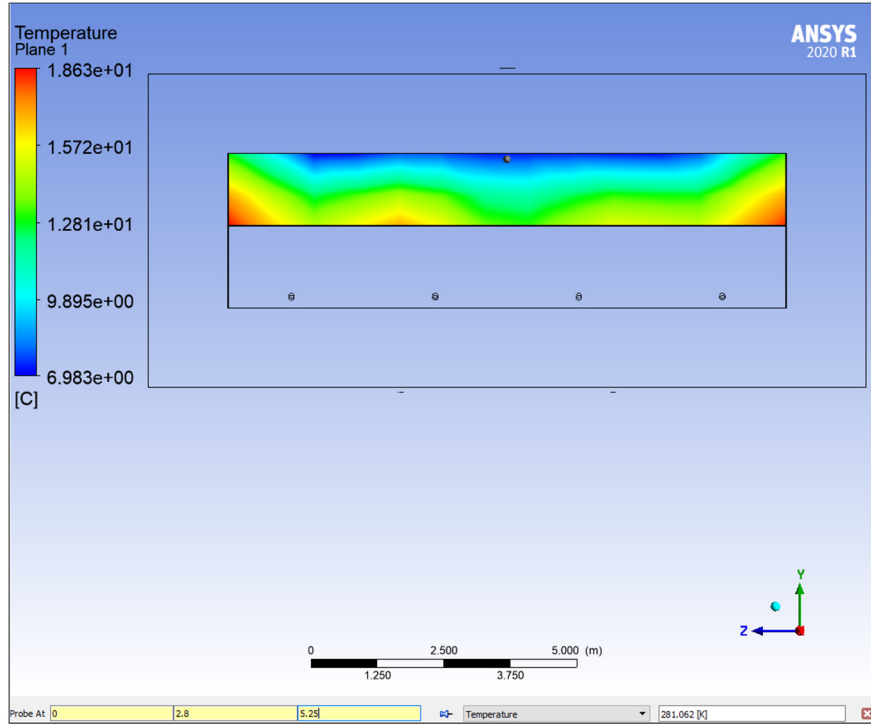 Temperature
Plane 1
ANSYS
2020 R1
1.863e+01
1.572e+01
1.281e+01
9.895e+00
6.983e+00
[C]
Y
Z
0 2.500 5.000 (m)
1.250 3.750
Probe At 0 2.8 5.25 Temperature 281.062 [K]